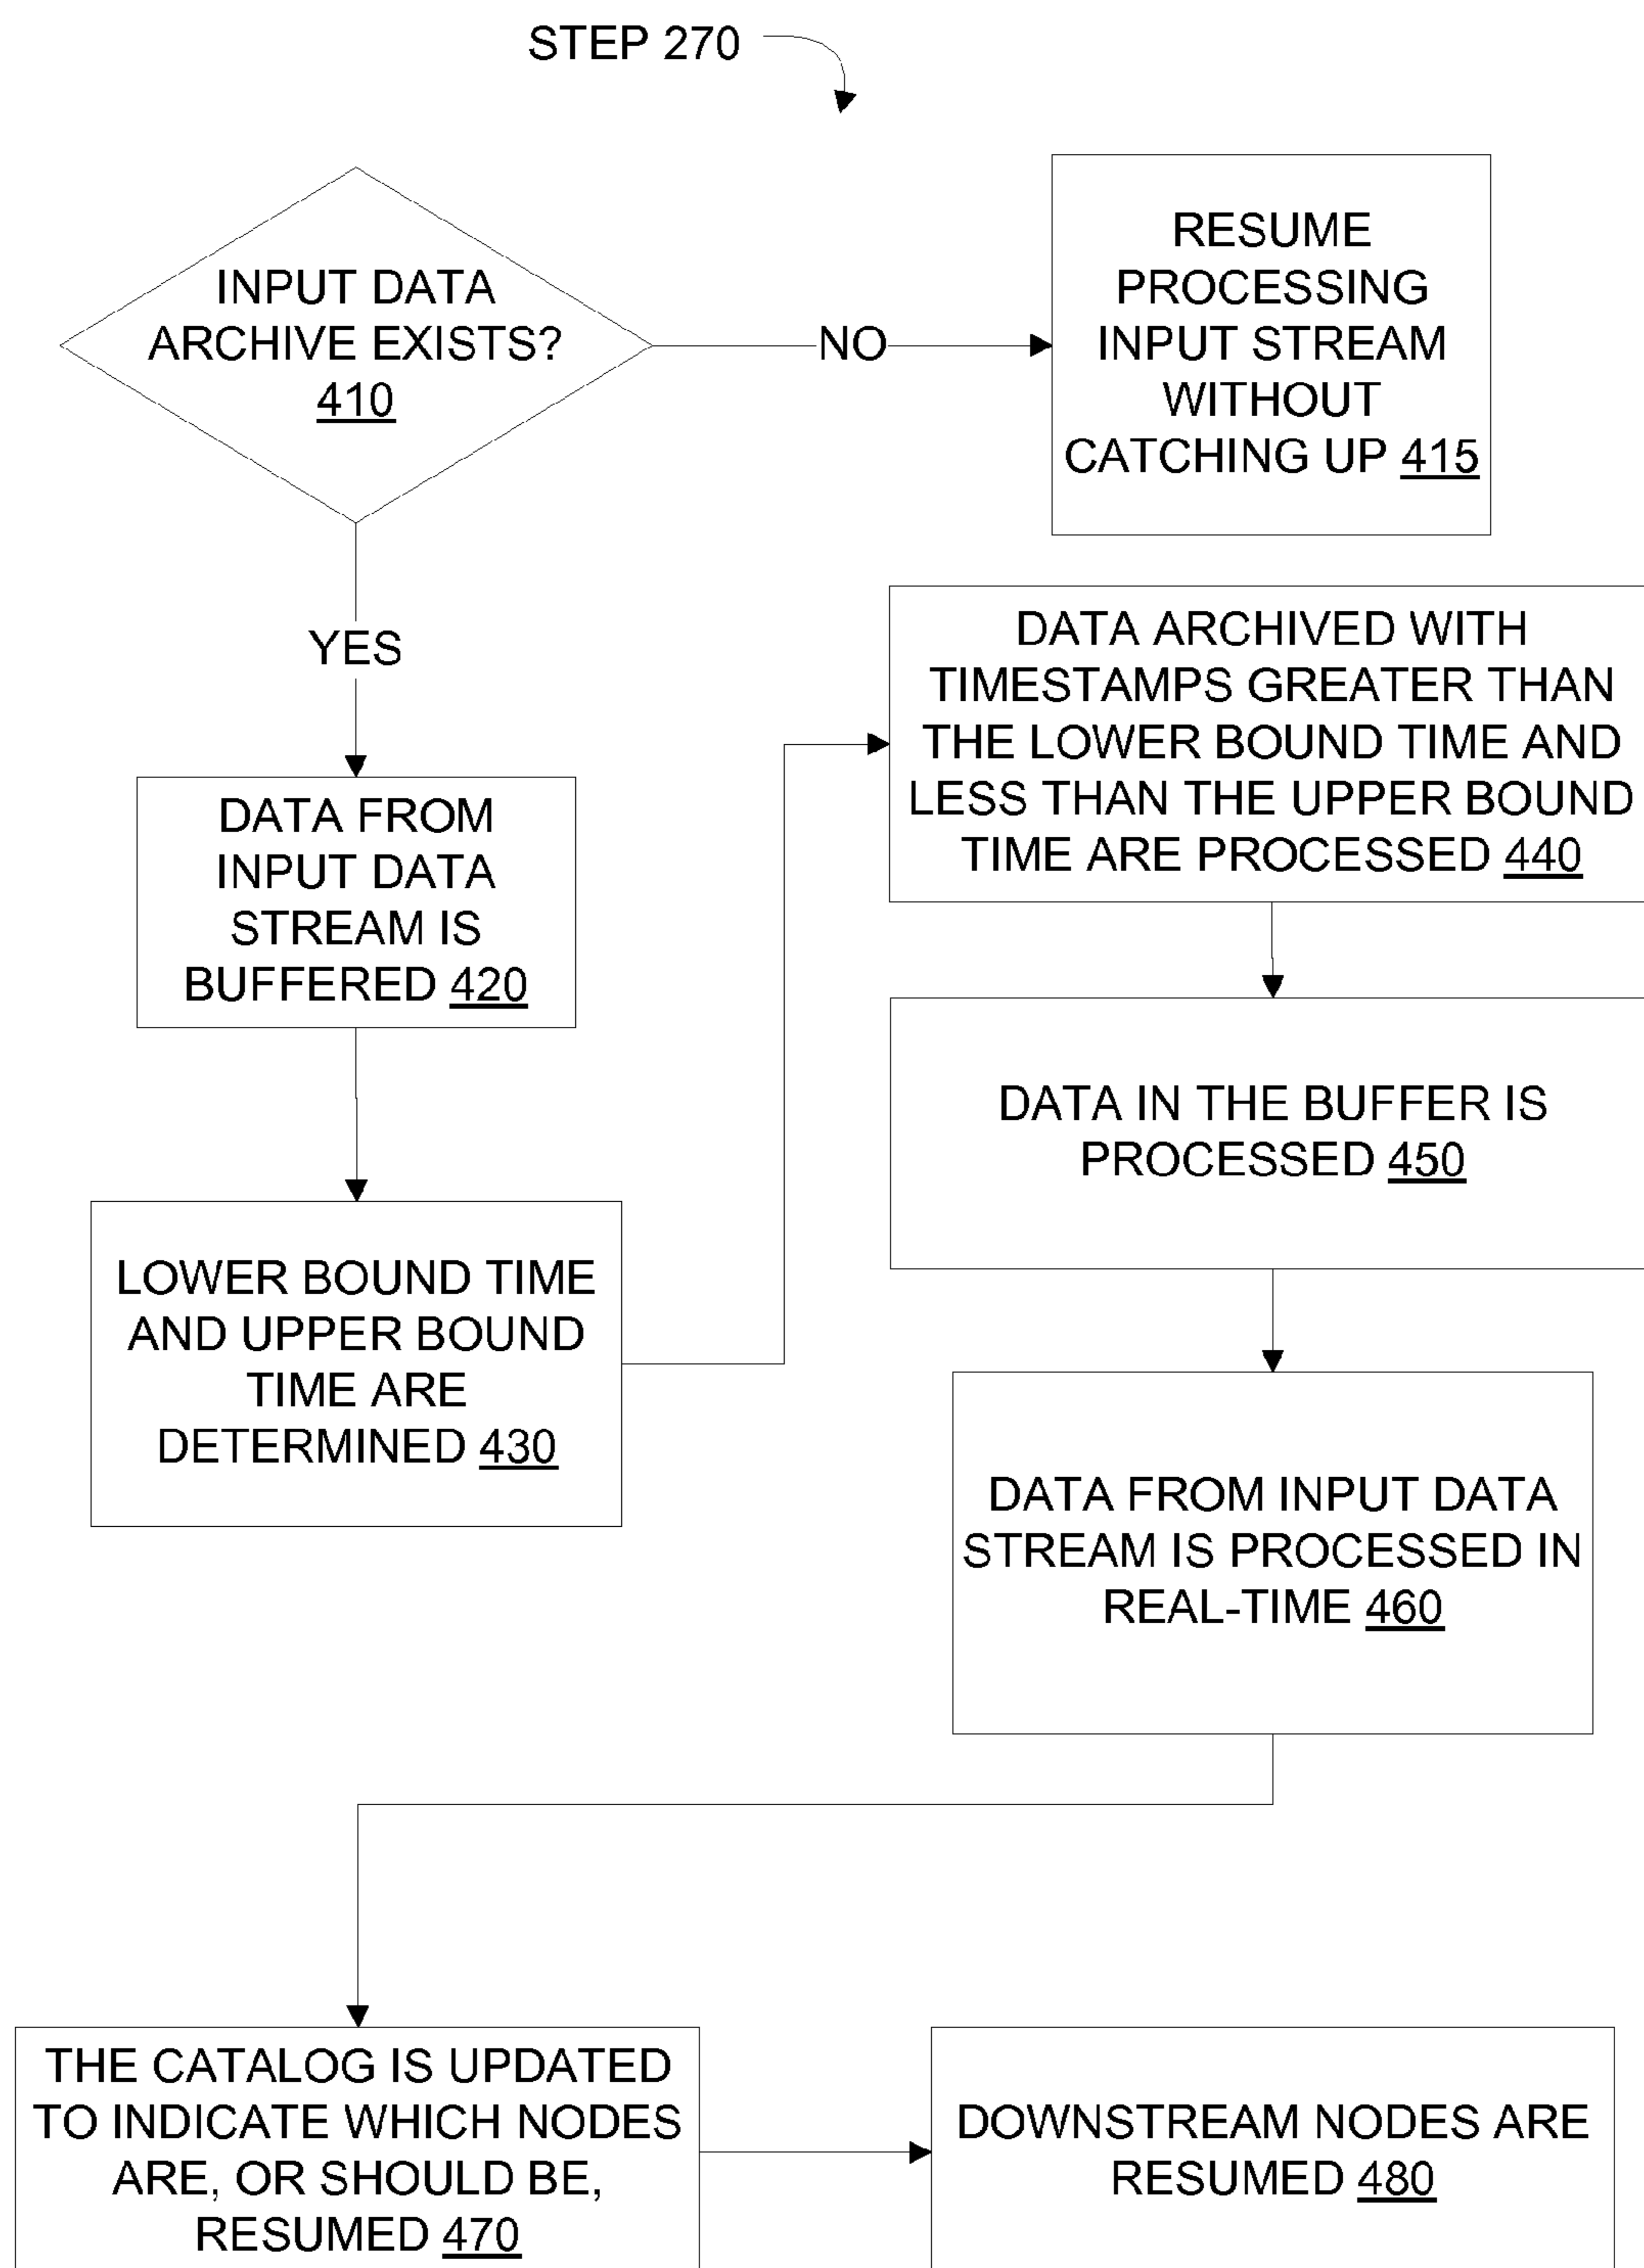 STEP 270
INPUT DATA
ARCHIVE EXISTS?
410
NO
RESUME
PROCESSING
INPUT STREAM
WITHOUT
CATCHING UP 415
YES
DATA FROM
INPUT DATA
STREAM IS
BUFFERED 420
LOWER BOUND TIME
AND UPPER BOUND
TIME ARE
DETERMINED 430
DATA ARCHIVED WITH
TIMESTAMPS GREATER THAN
THE LOWER BOUND TIME AND
LESS THAN THE UPPER BOUND
TIME ARE PROCESSED 440
DATA IN THE BUFFER IS
PROCESSED 450
DATA FROM INPUT DATA
STREAM IS PROCESSED IN
REAL-TIME 460
THE CATALOG IS UPDATED
TO INDICATE WHICH NODES
ARE, OR SHOULD BE,
RESUMED 470
DOWNSTREAM NODES ARE
RESUMED 480